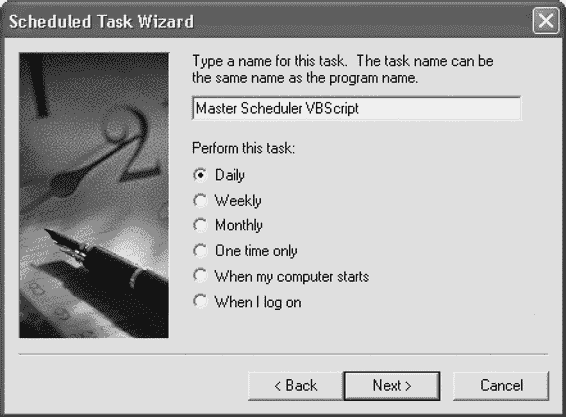 Scheduled Task Wizard
Type a name for this task. The task name can be
the same name as the program name.
Master Scheduler VBScript
Perform this task:
Daily
Weekly
Monthly
One time only
When my computer starts
When I log on
< Back
Next >
Cancel